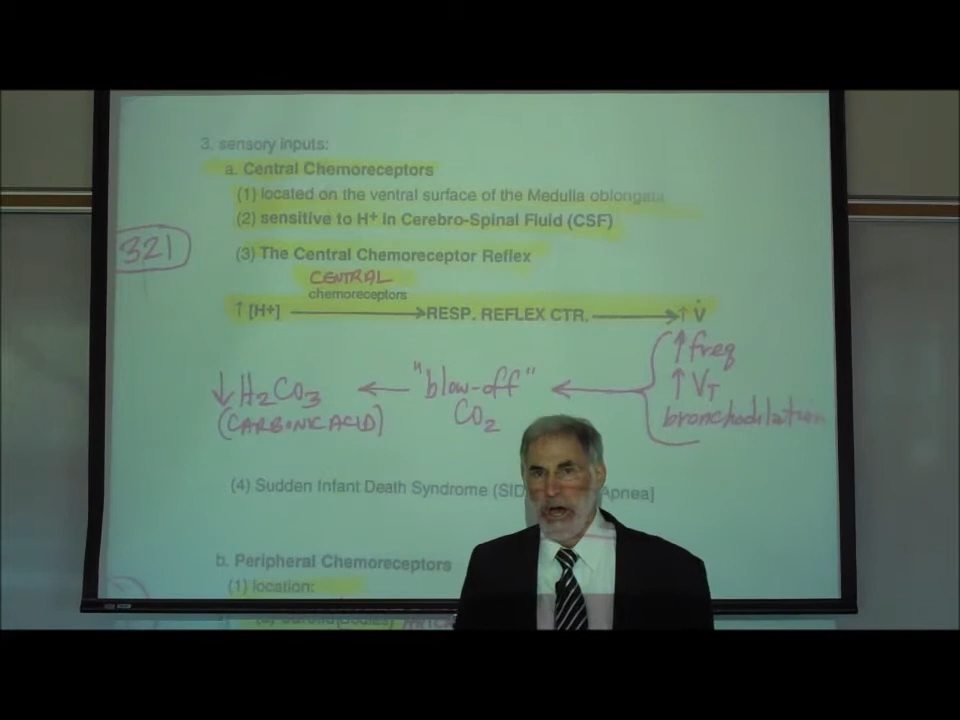 3. sensory inputs:
a. Central Chemoreceptors
(1) located on the ventral surface of the Medulla oblongata
(2) sensitive to H+ in Cerebro-Spinal Fluid (CSF)
321
(3) The Central Chemoreceptor Reflex
CENTRAL
chemoreceptors
↑ [H+] → RESP. REFLEX CTR. → ↑ V̇
↑ freq
↓ H2CO3 ← "blow-off" ← ↑ VT
(CARBONIC ACID) CO2 bronchodilation
(4) Sudden Infant Death Syndrome Apnea]
b. Peripheral Chemoreceptors
(1) location: